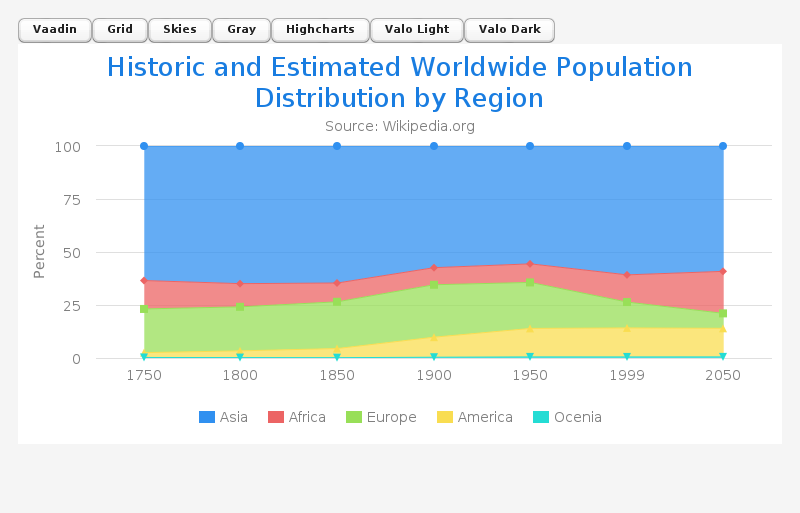 Vaadin Grid Skies Gray Highcharts Valo Light Valo Dark
Historic and Estimated Worldwide Population
Distribution by Region
Source: Wikipedia.org
Percent
100
75
50
25
0
1750 1800 1850 1900 1950 1999 2050
Asia Africa Europe America Ocenia